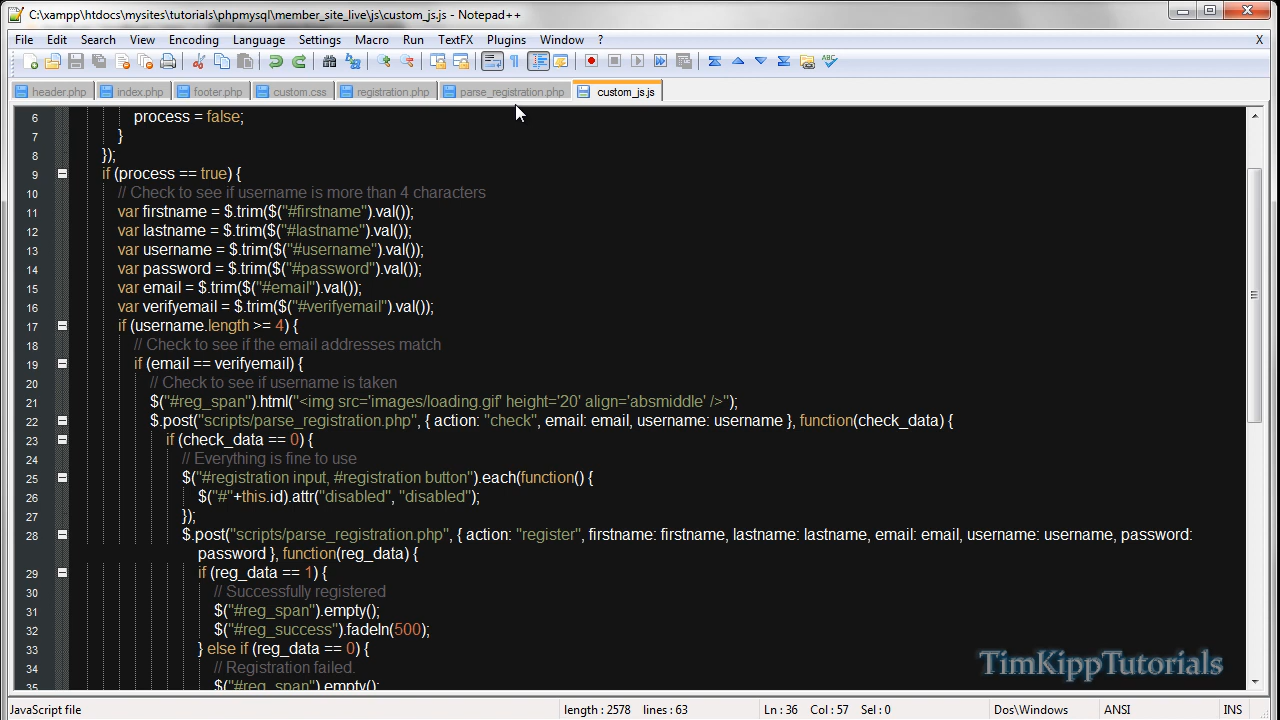 C:\xampp\htdocs\mysites\tutorials\phpmysql\member_site_live\js\custom_js.js - Notepad++
File Edit Search View Encoding Language Settings Macro Run TextFX Plugins Window ? X
header.php index.php footer.php custom.css registration.php parse_registration.php custom_js.js
6 process = false;
7 }
8 });
9 if (process == true) {
10 // Check to see if username is more than 4 characters
11 var firstname = $.trim($("#firstname").val());
12 var lastname = $.trim($("#lastname").val());
13 var username = $.trim($("#username").val());
14 var password = $.trim($("#password").val());
15 var email = $.trim($("#email").val());
16 var verifyemail = $.trim($("#verifyemail").val());
17 if (username.length >= 4) {
18 // Check to see if the email addresses match
19 if (email == verifyemail) {
20 // Check to see if username is taken
21 $("#reg_span").html("<img src='images/loading.gif' height='20' align='absmiddle' />");
22 $.post("scripts/parse_registration.php", { action: "check", email: email, username: username }, function(check_data) {
23 if (check_data == 0) {
24 // Everything is fine to use
25 $("#registration input, #registration button").each(function() {
26 $("#"+this.id).attr("disabled", "disabled");
27 });
28 $.post("scripts/parse_registration.php", { action: "register", firstname: firstname, lastname: lastname, email: email, username: username, password:
password }, function(reg_data) {
29 if (reg_data == 1) {
30 // Successfully registered
31 $("#reg_span").empty();
32 $("#reg_success").fadeIn(500);
33 } else if (reg_data == 0) {
34 // Registration failed.
35 $("#reg_span").empty();
TimKippTutorials
JavaScript file length : 2578 lines : 63 Ln : 36 Col : 57 Sel : 0 Dos\Windows ANSI INS